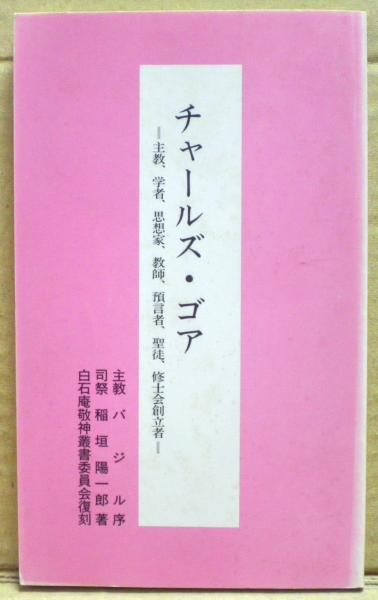 チャールズ・ゴア
＝主教、学者、思想家、教師、預言者、聖徒、修士会創立者＝
主教 バジル序
司祭 稲垣陽一郎著
白石庵敬神叢書委員会復刻